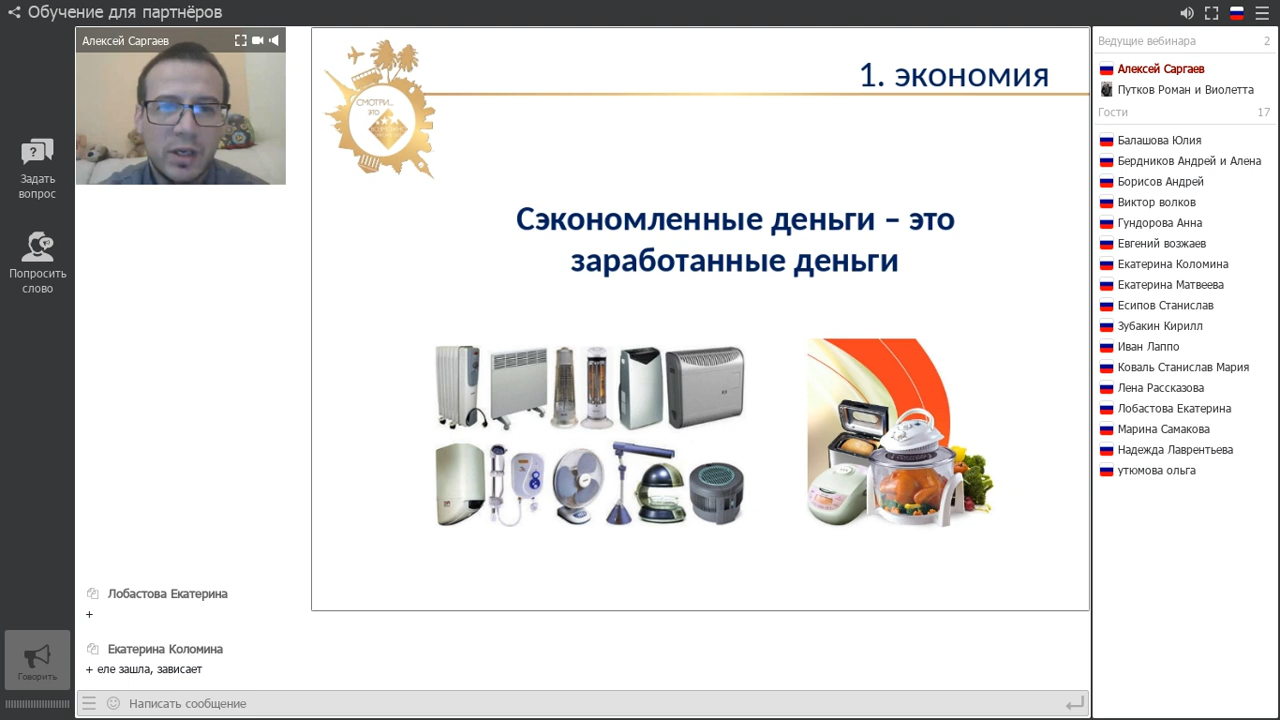 Обучение для партнёров
Алексей Саргаев
Задать
вопрос
Попросить
слово
Говорить
СМОТРИ...
ЭТО
1. экономия
Сэкономленные деньги – это
заработанные деньги
Лобастова Екатерина
+
Екатерина Коломина
+ еле зашла, зависает
Написать сообщение
Ведущие вебинара 2
Алексей Саргаев
Путков Роман и Виолетта
Гости 17
Балашова Юлия
Бердников Андрей и Алена
Борисов Андрей
Виктор волков
Гундорова Анна
Евгений возжаев
Екатерина Коломина
Екатерина Матвеева
Есипов Станислав
Зубакин Кирилл
Иван Лаппо
Коваль Станислав Мария
Лена Рассказова
Лобастова Екатерина
Марина Самакова
Надежда Лаврентьева
утюмова ольга